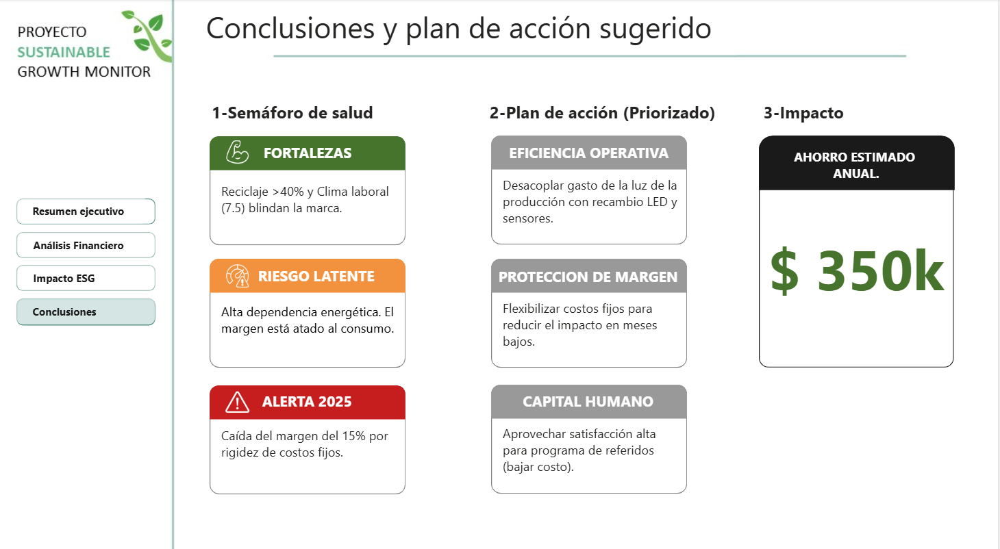 PROYECTO
SUSTAINABLE
GROWTH MONITOR
Resumen ejecutivo
Análisis Financiero
Impacto ESG
Conclusiones
Conclusiones y plan de acción sugerido
1-Semáforo de salud
FORTALEZAS
Reciclaje >40% y Clima laboral
(7.5) blindan la marca.
RIESGO LATENTE
Alta dependencia energética. El
margen está atado al consumo.
ALERTA 2025
Caída del margen del 15% por
rigidez de costos fijos.
2-Plan de acción (Priorizado)
EFICIENCIA OPERATIVA
Desacoplar gasto de la luz de la
producción con recambio LED y
sensores.
PROTECCION DE MARGEN
Flexibilizar costos fijos para
reducir el impacto en meses
bajos.
CAPITAL HUMANO
Aprovechar satisfacción alta
para programa de referidos
(bajar costo).
3-Impacto
AHORRO ESTIMADO
ANUAL.
$ 350k